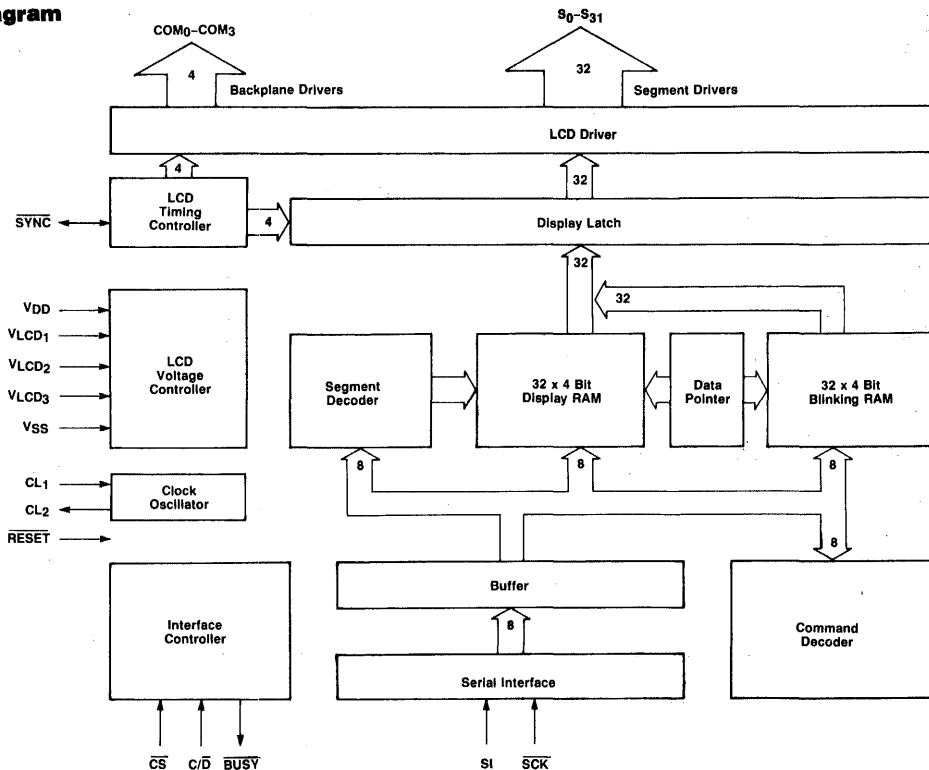 gram
COM0–COM3
S0–S31
4
32
Backplane Drivers
Segment Drivers
LCD Driver
4
32
LCD
Timing
Controller
4
SYNC
Display Latch
32
32
VDD
VLCD1
VLCD2
VLCD3
VSS
LCD
Voltage
Controller
Segment
Decoder
32 x 4 Bit
Display RAM
Data
Pointer
32 x 4 Bit
Blinking RAM
8
8
8
CL1
CL2
Clock
Oscillator
RESET
8
Buffer
Interface
Controller
8
Command
Decoder
Serial Interface
CS
C/D
BUSY
SI
SCK